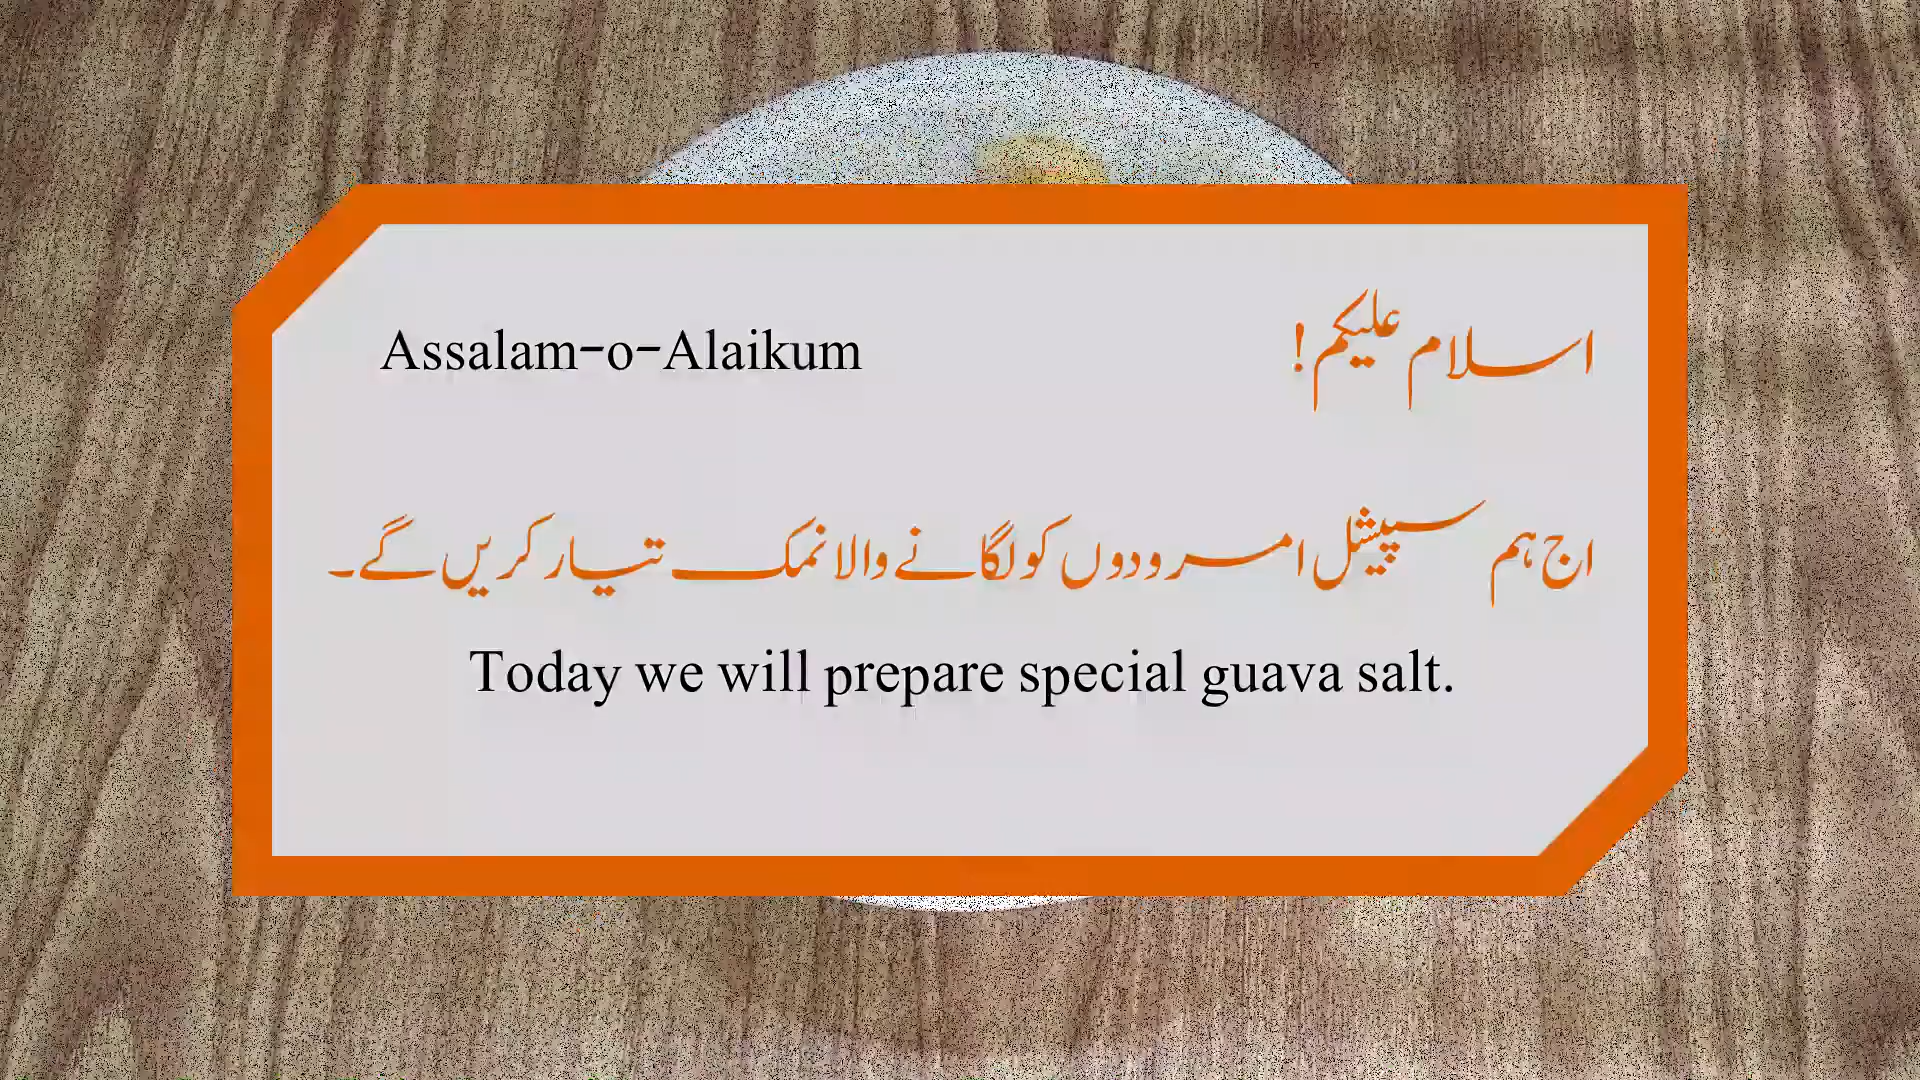 Assalam-o-Alaikum اسلام علیکم!
اج ہم سپیشل امرودوں کو لگانے والا نمک تیار کریں گے۔
Today we will prepare special guava salt.